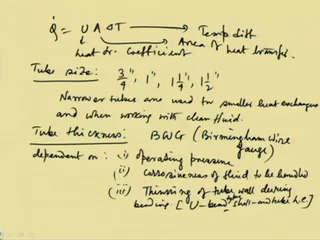 Q̇ = U A ΔT → Temp diff
Area of heat transfer.
heat tr. coefficient
Tube side: 3/4", 1", 1 1/4", 1 1/2"
Narrower tubes are used for smaller heat exchangers
and when working with clean fluid.
Tube thickness: BWG (Birmingham Wire
Gauge)
dependent on: (i) operating pressure
(ii) Corrosiveness of fluid to be handled
(iii) Thinning of tube wall during
bending. [U-bend shell-and-tube h.e.]